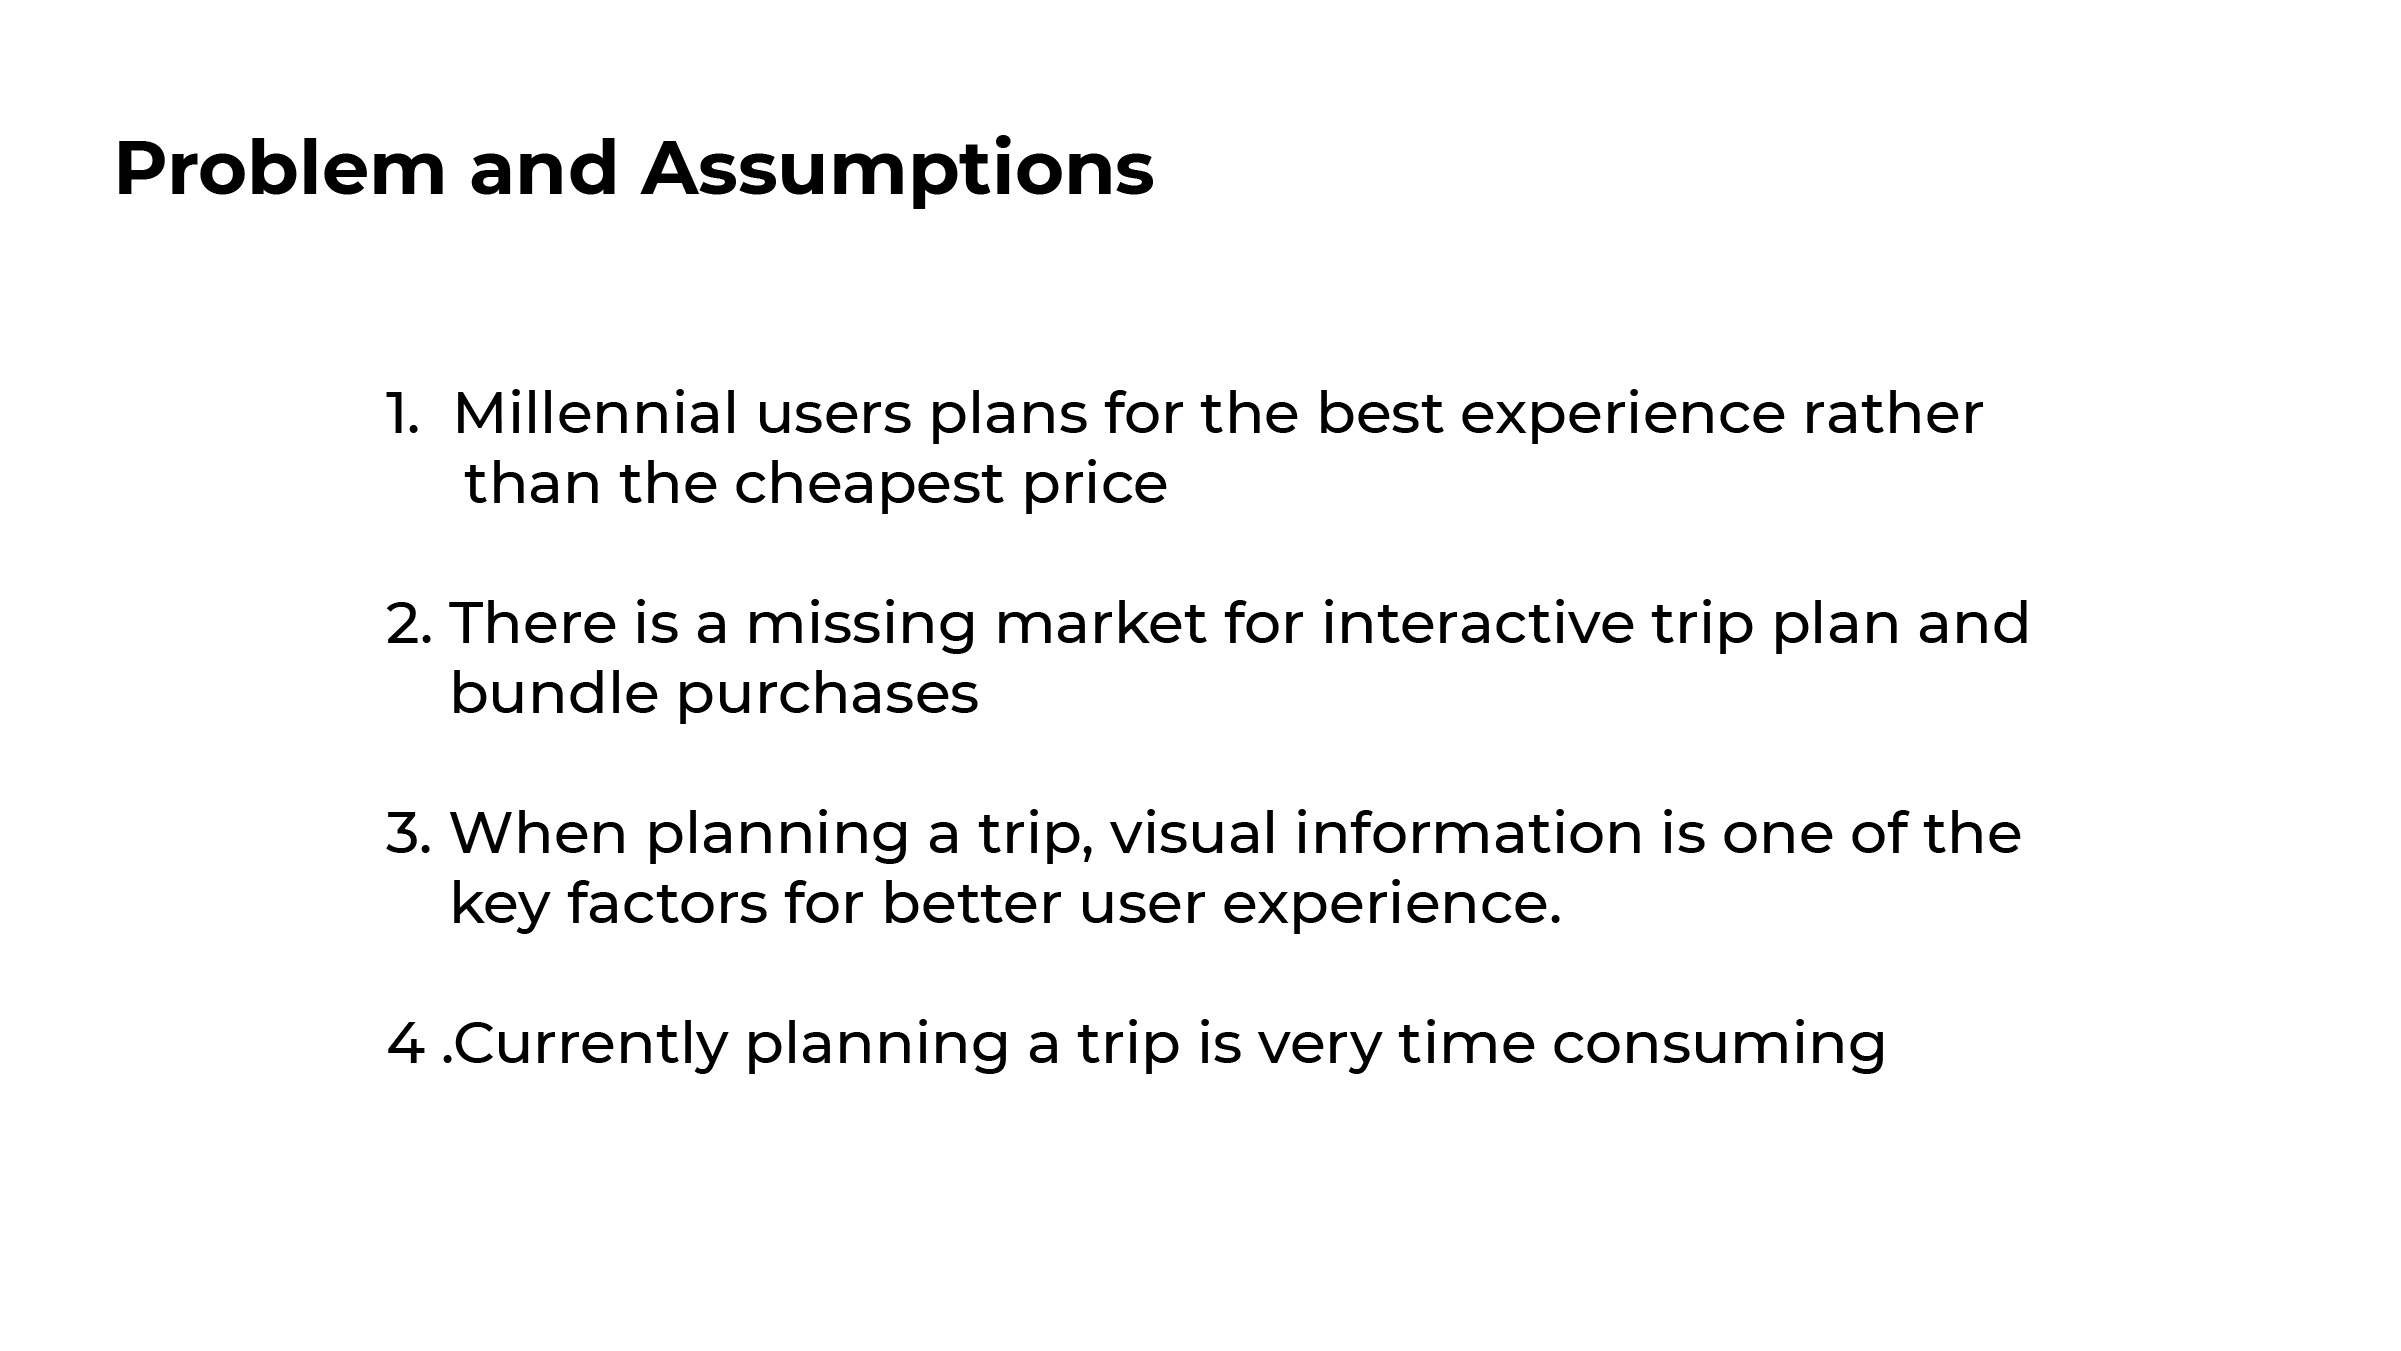 Problem and Assumptions
1. Millennial users plans for the best experience rather
than the cheapest price
2. There is a missing market for interactive trip plan and
bundle purchases
3. When planning a trip, visual information is one of the
key factors for better user experience.
4 .Currently planning a trip is very time consuming